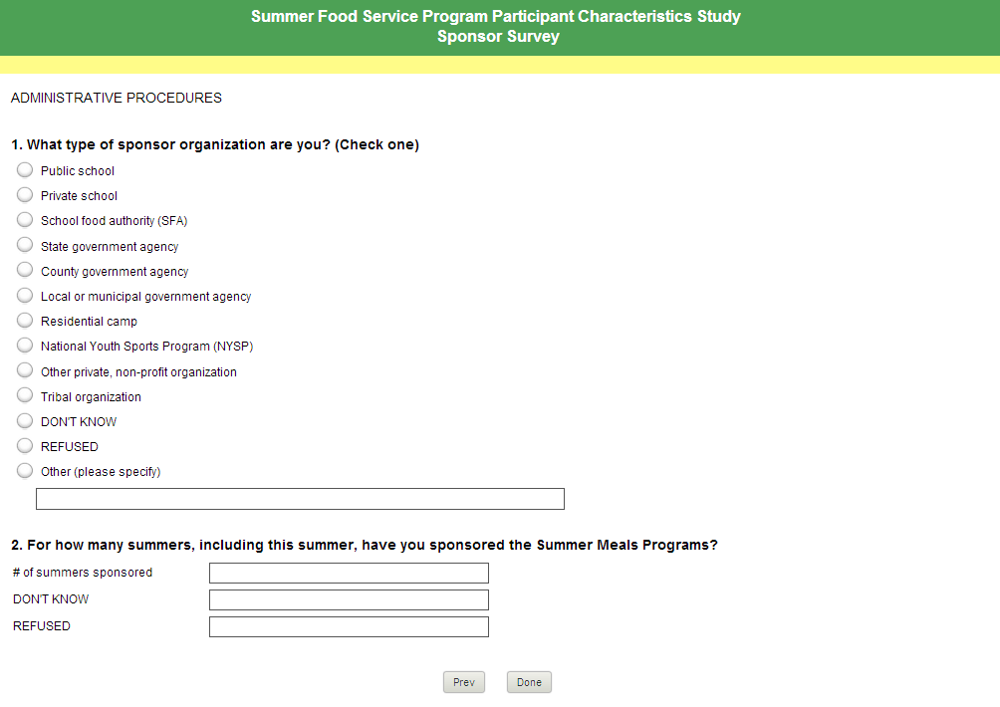 Summer Food Service Program Participant Characteristics Study
Sponsor Survey
ADMINISTRATIVE PROCEDURES
1. What type of sponsor organization are you? (Check one)
Public school
Private school
School food authority (SFA)
State government agency
County government agency
Local or municipal government agency
Residential camp
National Youth Sports Program (NYSP)
Other private, non-profit organization
Tribal organization
DON'T KNOW
REFUSED
Other (please specify)
2. For how many summers, including this summer, have you sponsored the Summer Meals Programs?
# of summers sponsored
DON'T KNOW
REFUSED
Prev Done